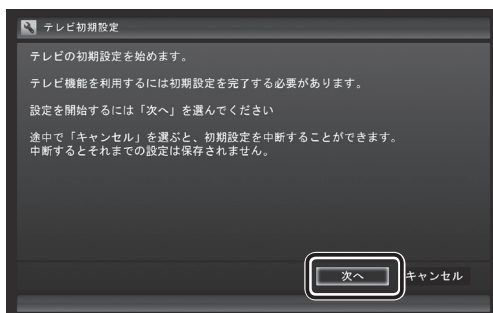 テレビ初期設定
テレビの初期設定を始めます。
テレビ機能を利用するには初期設定を完了する必要があります。
設定を開始するには「次へ」を選んでください
途中で「キャンセル」を選ぶと、初期設定を中断することができます。
中断するとそれまでの設定は保存されません。
次へ キャンセル